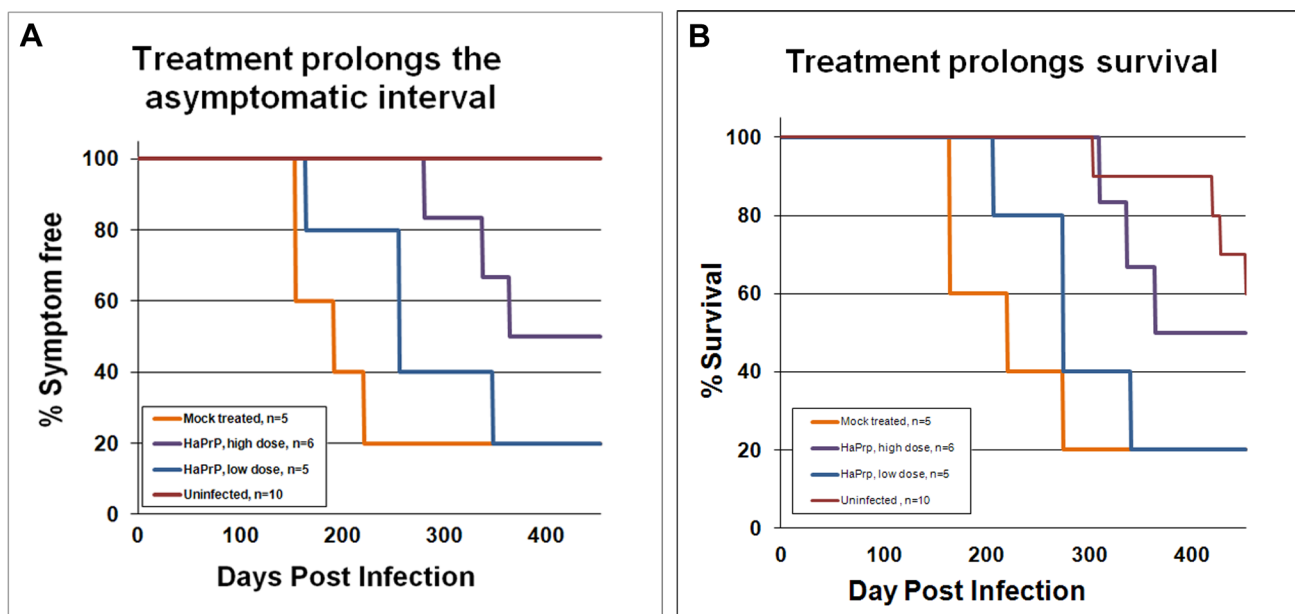 A
Treatment prolongs the
asymptomatic interval
% Symptom free
100
80
60
40
20
0
Mock treated, n=5
HaPrP, high dose, n=6
HaPrP, low dose, n=5
Uninfected, n=10
0 100 200 300 400
Days Post Infection
B
Treatment prolongs survival
% Survival
100
80
60
40
20
0
Mock treated, n=5
HaPrp, high dose, n=6
HaPrp, low dose, n=5
Uninfected , n=10
0 100 200 300 400
Day Post Infection